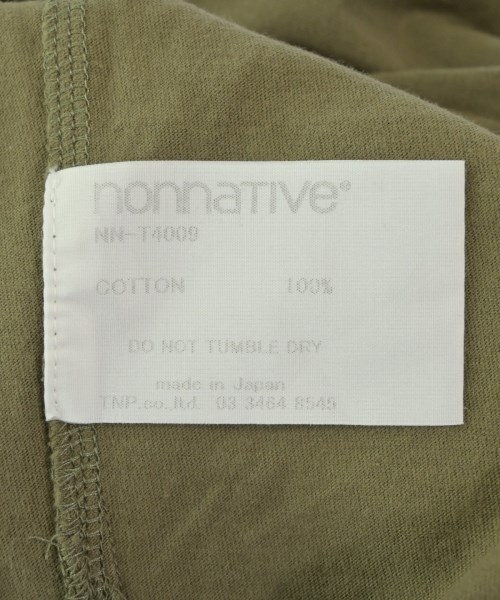 nonnative®
NN-T4009
COTTON 100%
DO NOT TUMBLE DRY
made in Japan
TNP.co.,ltd. 03 3464 8545